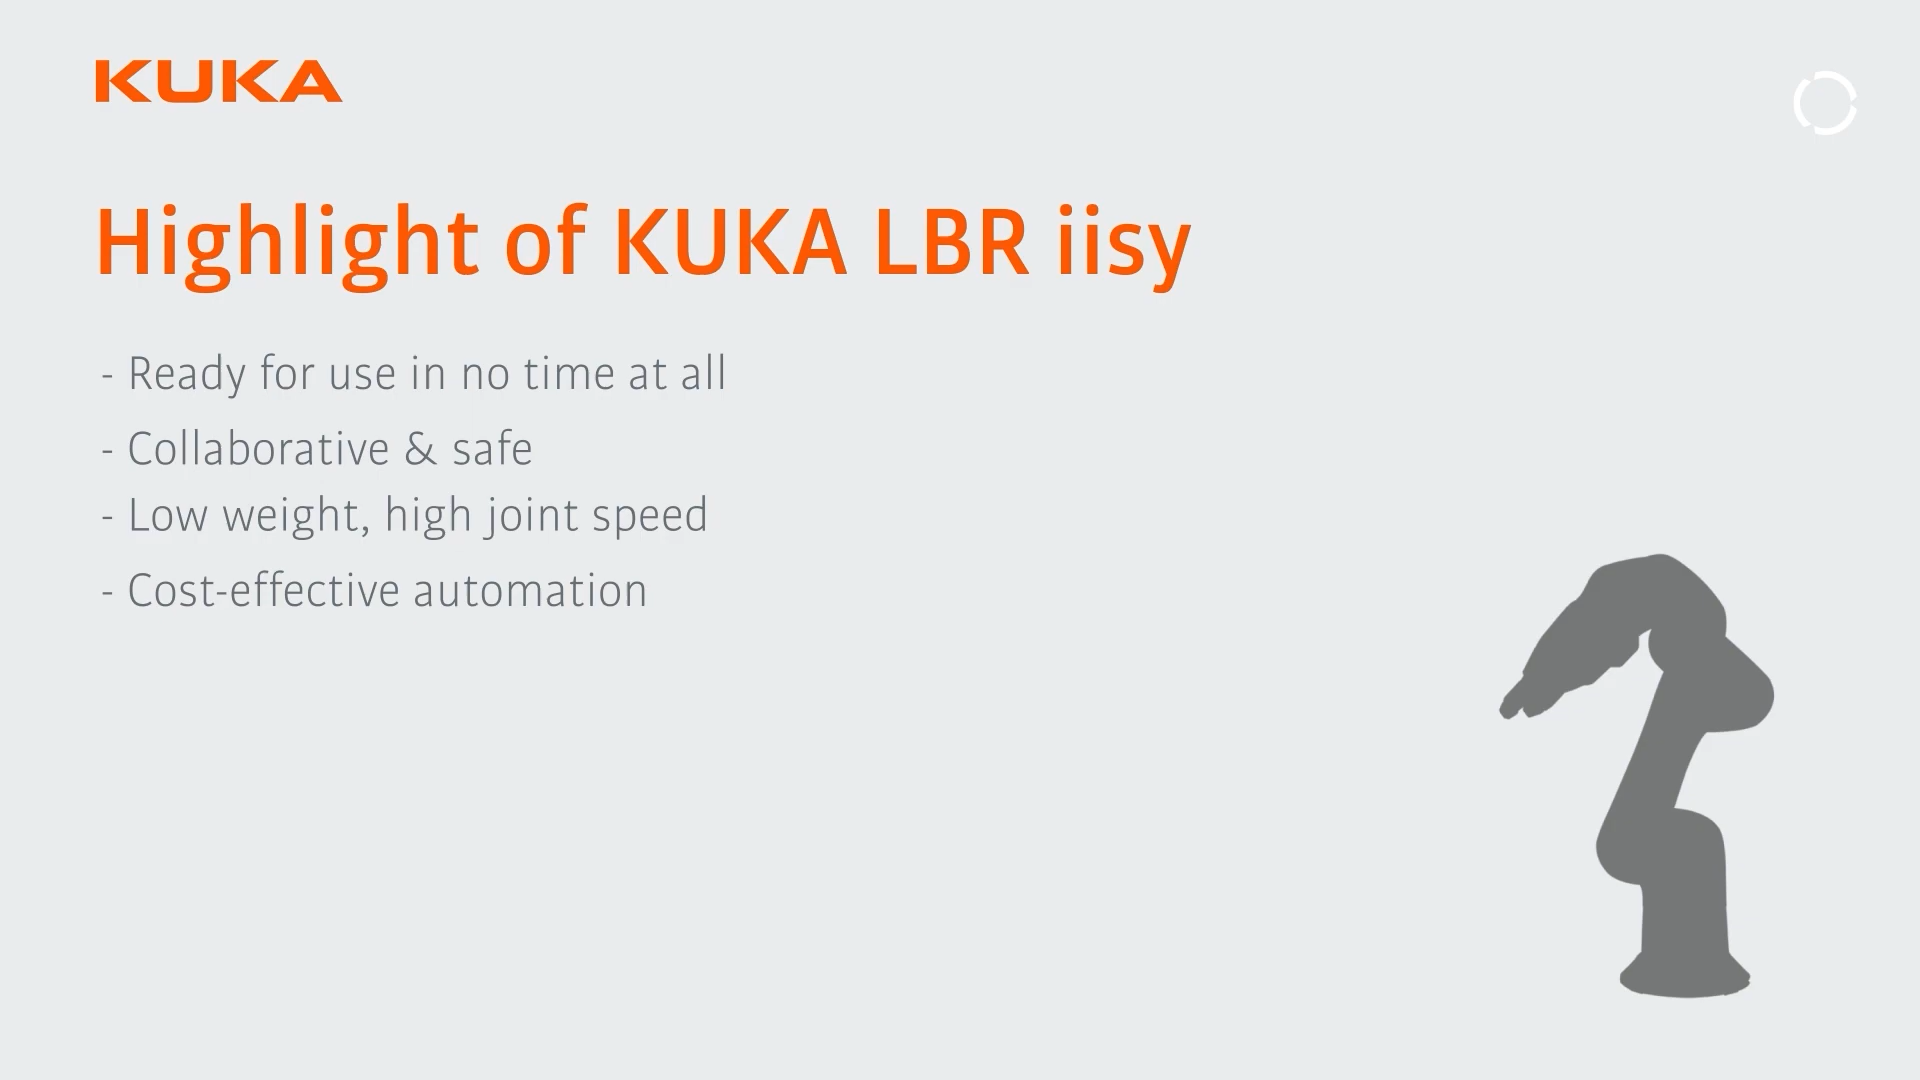 KUKA
Highlight of KUKA LBR iisy
- Ready for use in no time at all
- Collaborative & safe
- Low weight, high joint speed
- Cost-effective automation